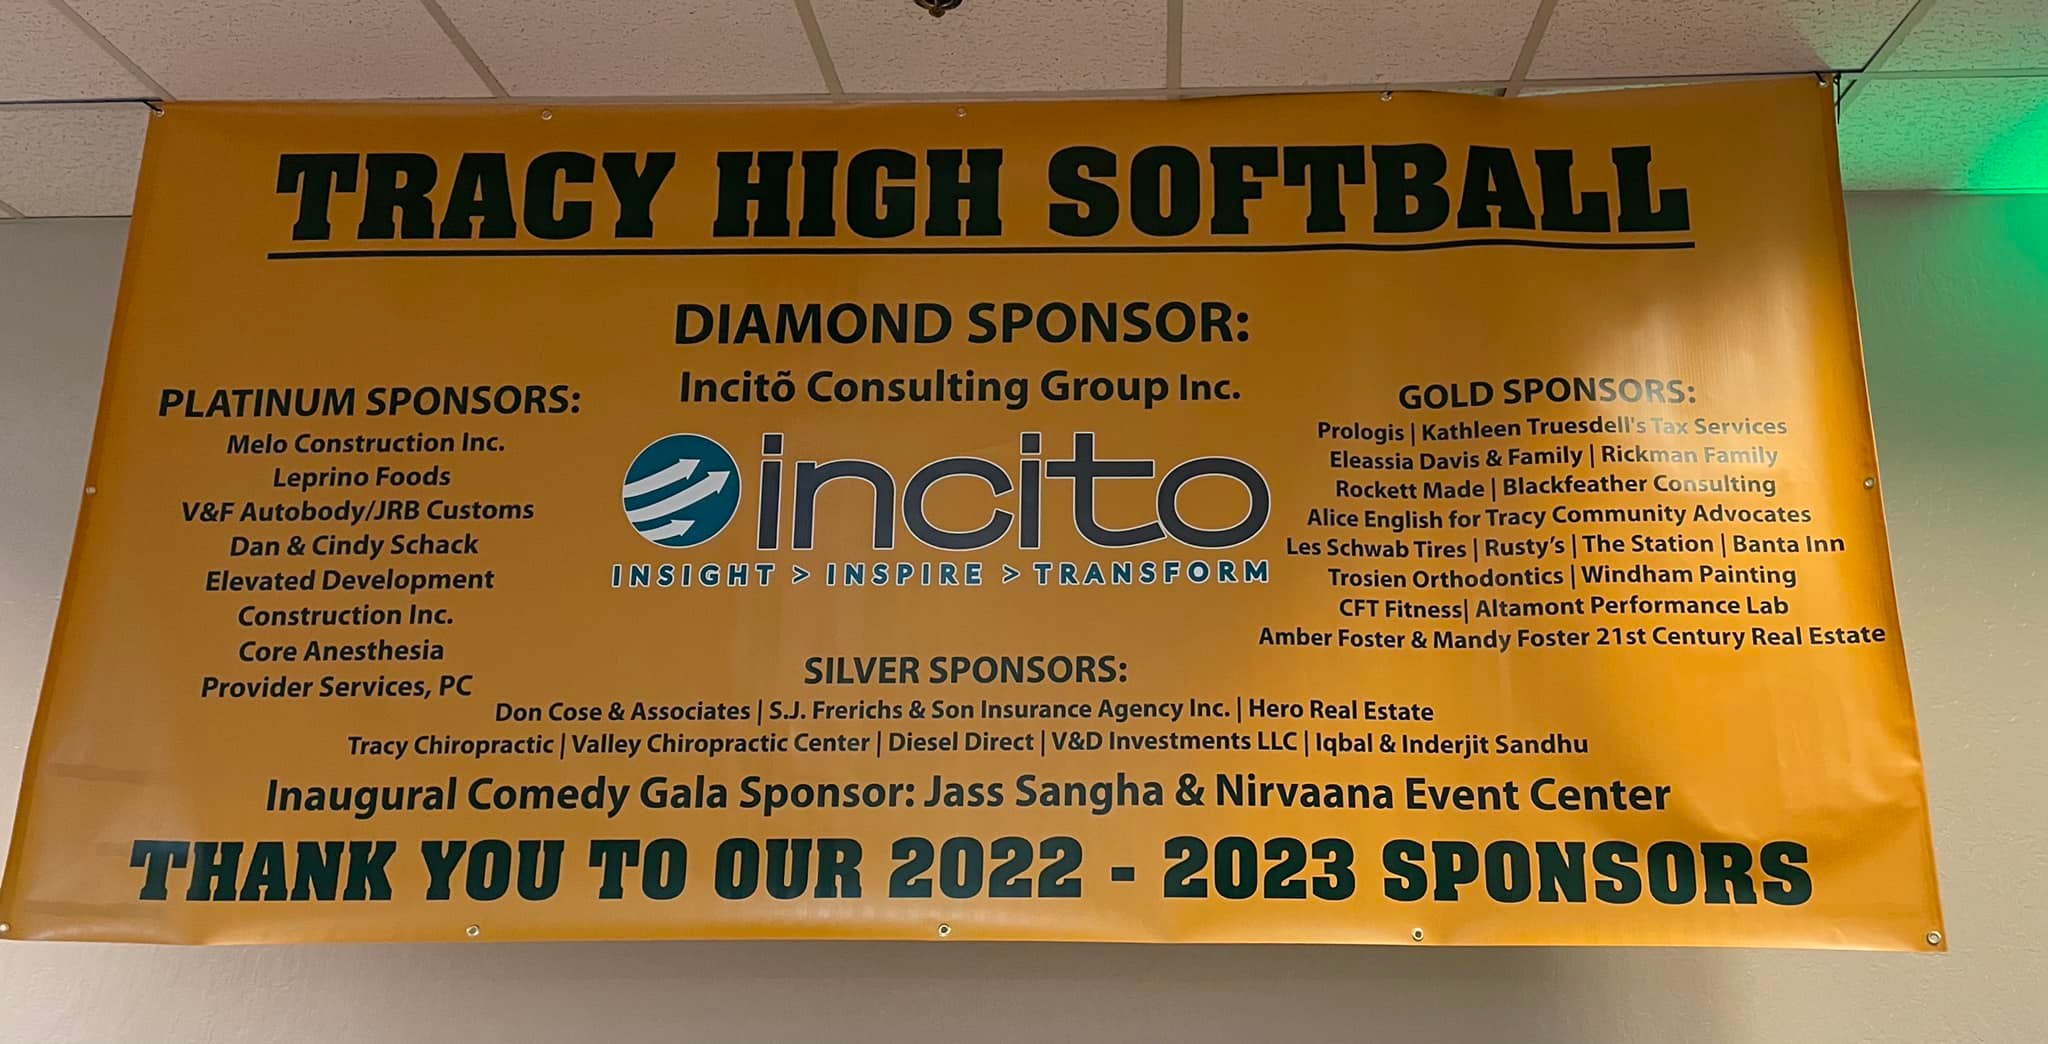 TRACY HIGH SOFTBALL
DIAMOND SPONSOR:
Incitõ Consulting Group Inc.
incito
INSIGHT > INSPIRE > TRANSFORM
PLATINUM SPONSORS:
Melo Construction Inc.
Leprino Foods
V&F Autobody/JRB Customs
Dan & Cindy Schack
Elevated Development
Construction Inc.
Core Anesthesia
Provider Services, PC
GOLD SPONSORS:
Prologis | Kathleen Truesdell's Tax Services
Eleassia Davis & Family | Rickman Family
Rockett Made | Blackfeather Consulting
Alice English for Tracy Community Advocates
Les Schwab Tires | Rusty's | The Station | Banta Inn
Trosien Orthodontics | Windham Painting
CFT Fitness| Altamont Performance Lab
Amber Foster & Mandy Foster 21st Century Real Estate
SILVER SPONSORS:
Don Cose & Associates | S.J. Frerichs & Son Insurance Agency Inc. | Hero Real Estate
Tracy Chiropractic | Valley Chiropractic Center | Diesel Direct | V&D Investments LLC | Iqbal & Inderjit Sandhu
Inaugural Comedy Gala Sponsor: Jass Sangha & Nirvaana Event Center
THANK YOU TO OUR 2022 - 2023 SPONSORS